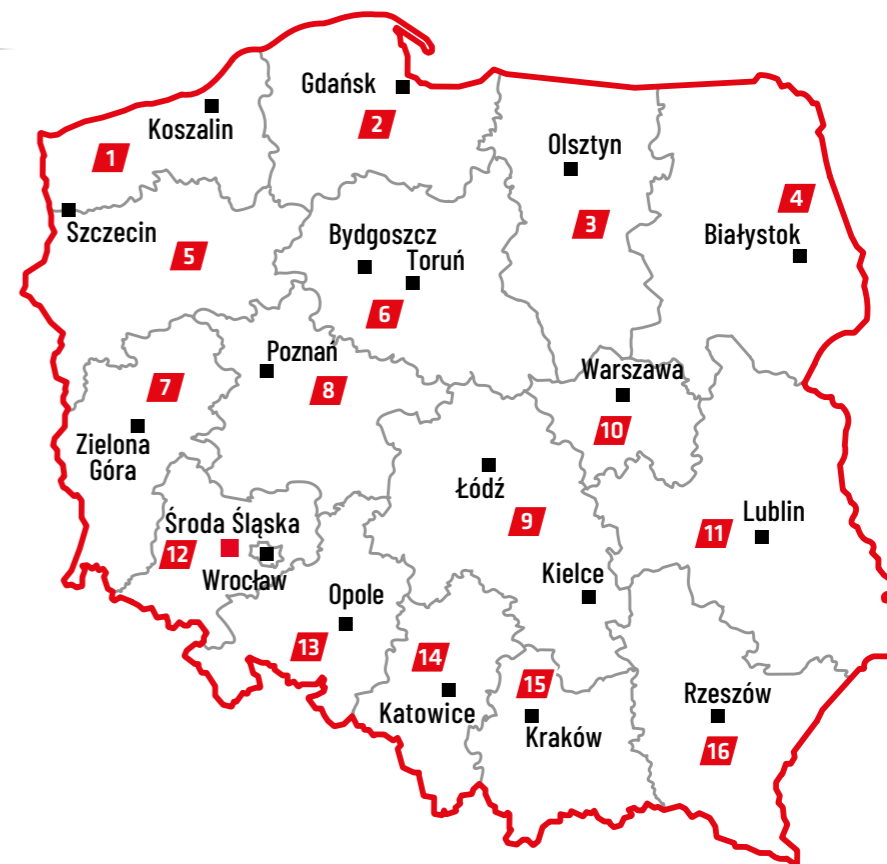 Gdańsk
Koszalin
2
1
Olsztyn
4
Szczecin
3
Bydgoszcz
Białystok
5
Toruń
6
Poznań
Warszawa
7
8
10
Zielona
Góra
Łódź
Środa Śląska
9
11
Lublin
12
Wrocław
Kielce
Opole
13
14
15
Rzeszów
Katowice
Kraków
16